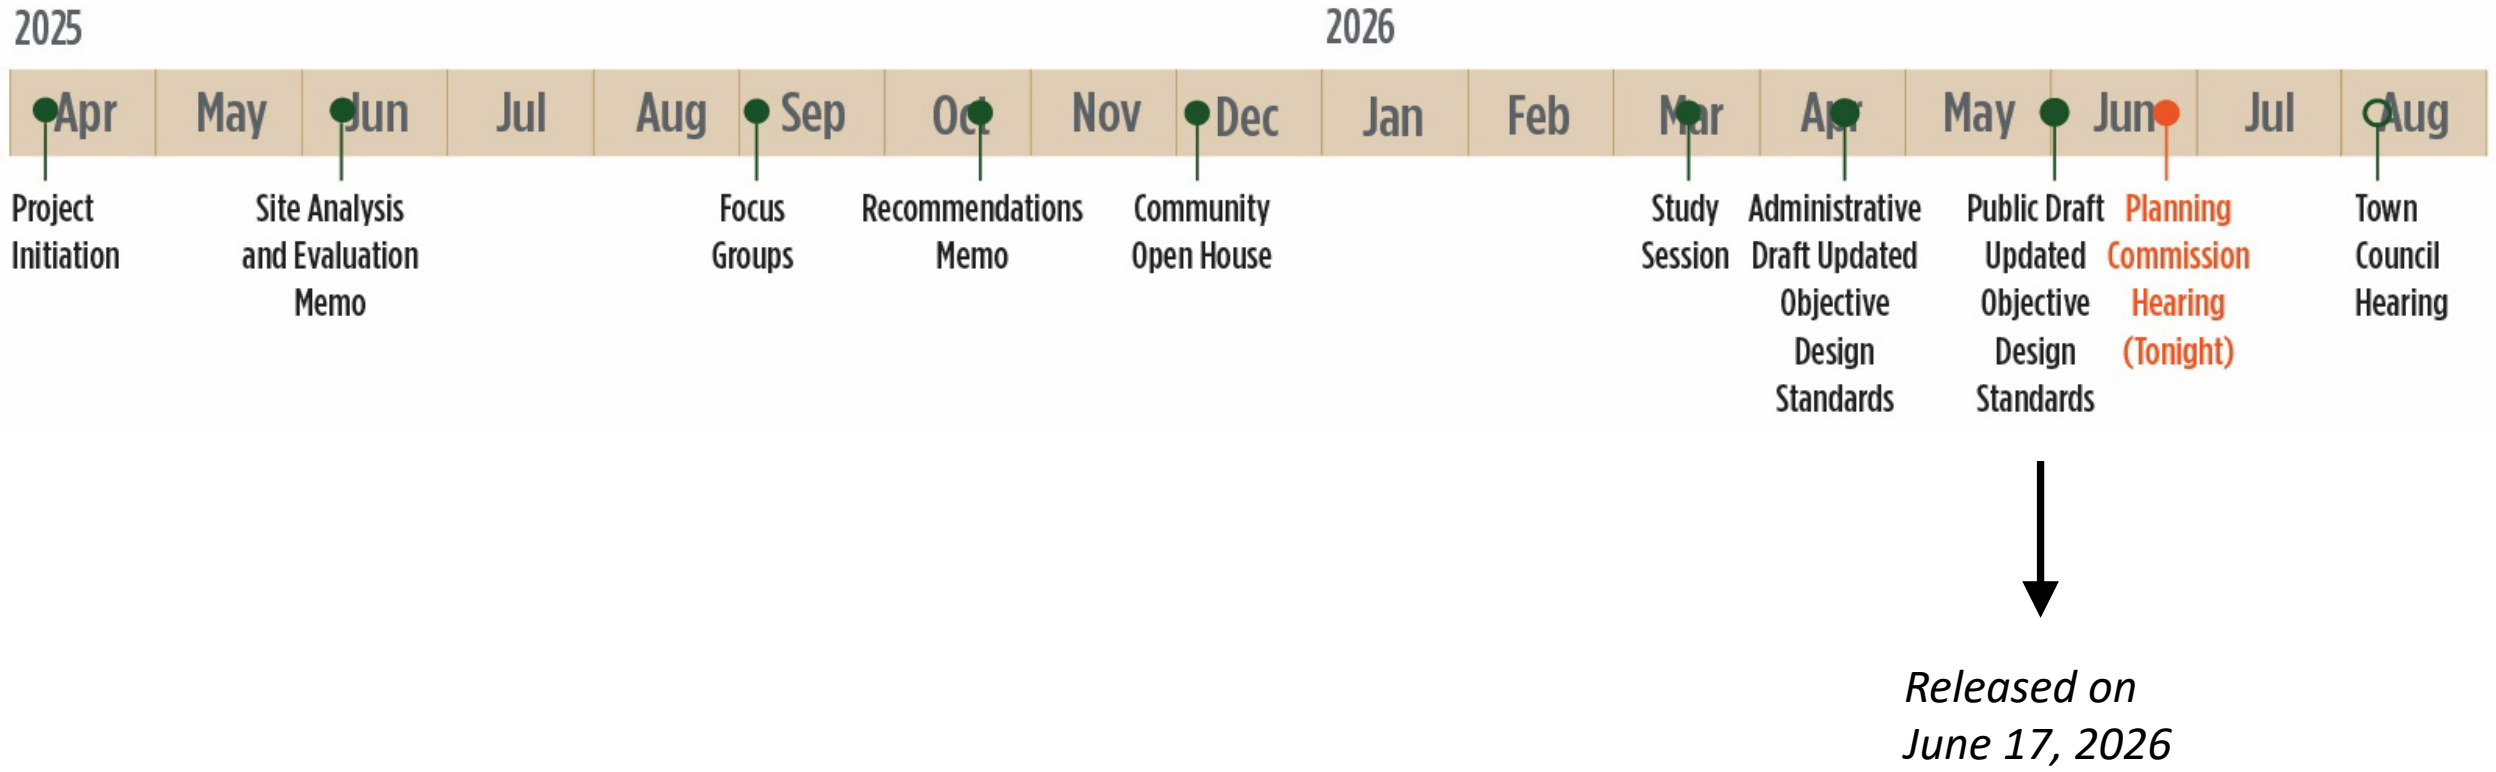 2025 2026
Apr May Jun Jul Aug Sep Oct Nov Dec Jan Feb Mar Apr May Jun Jul Aug
Project
Initiation
Site Analysis
and Evaluation
Memo
Focus
Groups
Recommendations
Memo
Community
Open House
Study
Session
Administrative
Draft Updated
Objective
Design
Standards
Public Draft
Updated
Objective
Design
Standards
Planning
Commission
Hearing
(Tonight)
Town
Council
Hearing
Released on
June 17, 2026